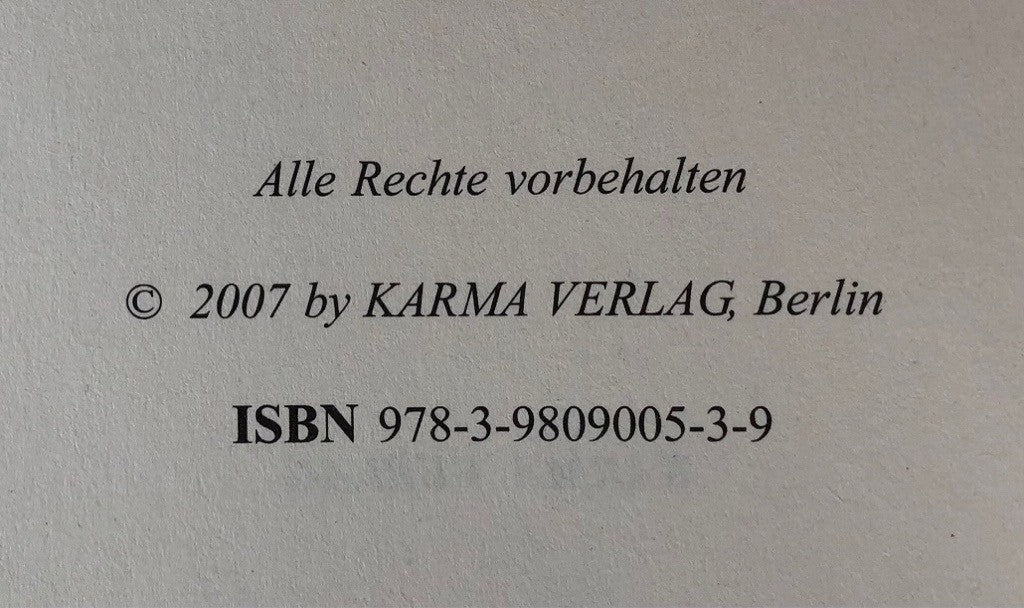 Alle Rechte vorbehalten
© 2007 by KARMA VERLAG, Berlin
ISBN 978-3-9809005-3-9